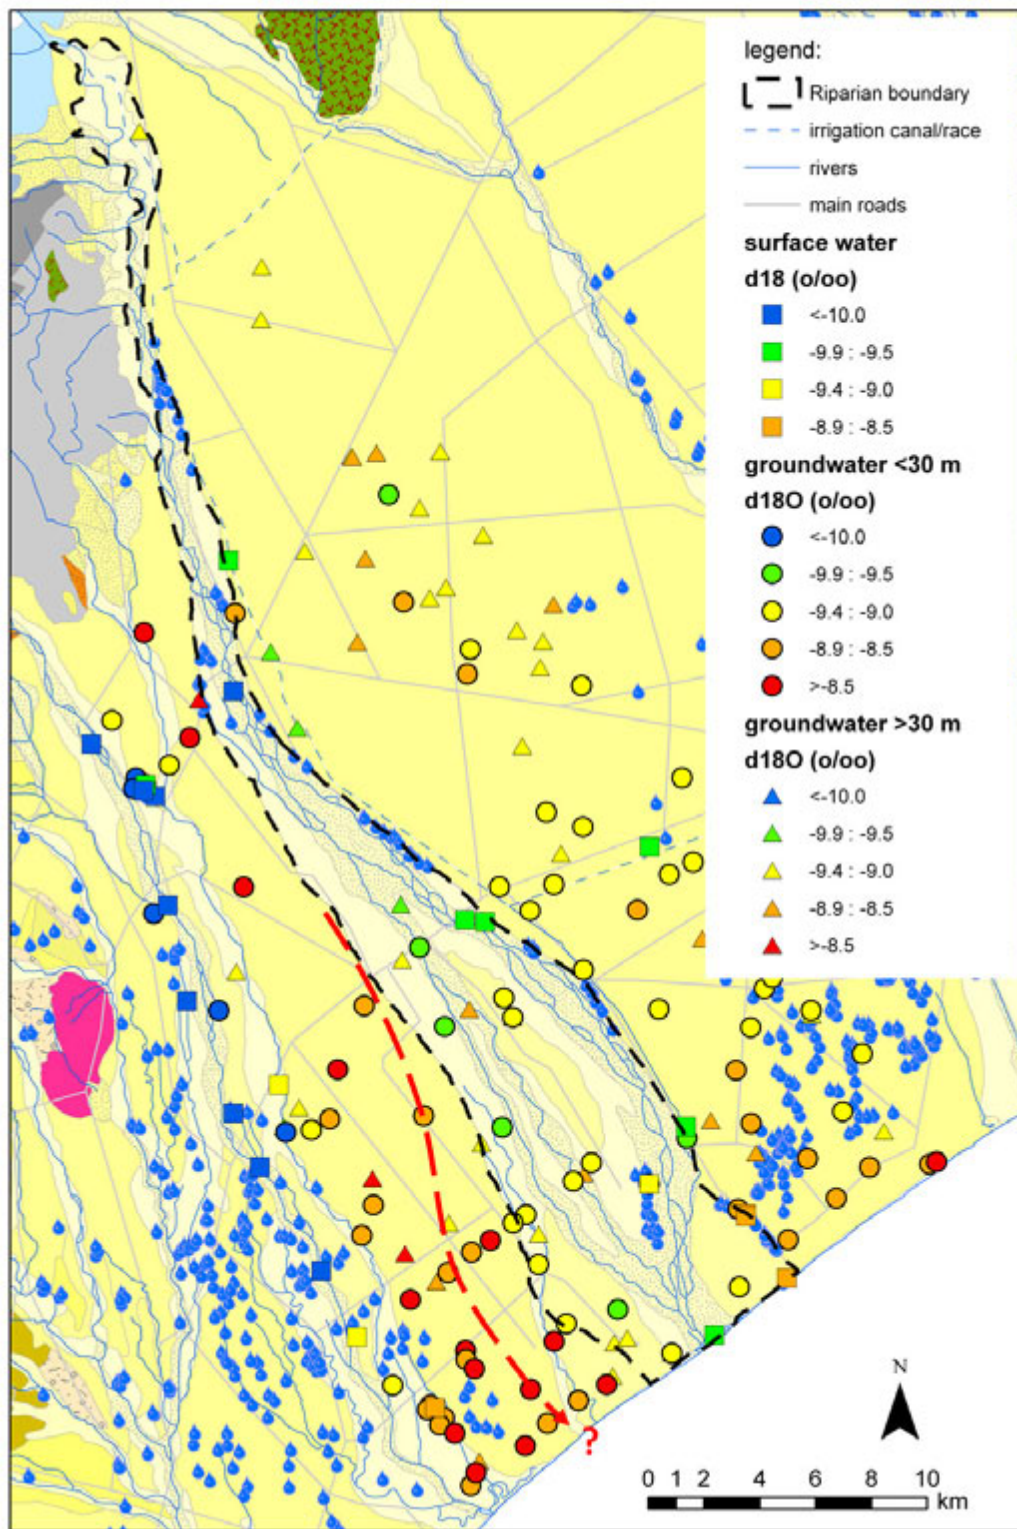 legend:
Riparian boundary
irrigation canal/race
rivers
main roads
surface water
d18 (o/oo)
<-10.0
-9.9 : -9.5
-9.4 : -9.0
-8.9 : -8.5
groundwater <30 m
d18O (o/oo)
<-10.0
-9.9 : -9.5
-9.4 : -9.0
-8.9 : -8.5
>-8.5
groundwater >30 m
d18O (o/oo)
<-10.0
-9.9 : -9.5
-9.4 : -9.0
-8.9 : -8.5
>-8.5
N
?
0 1 2 4 6 8 10
km